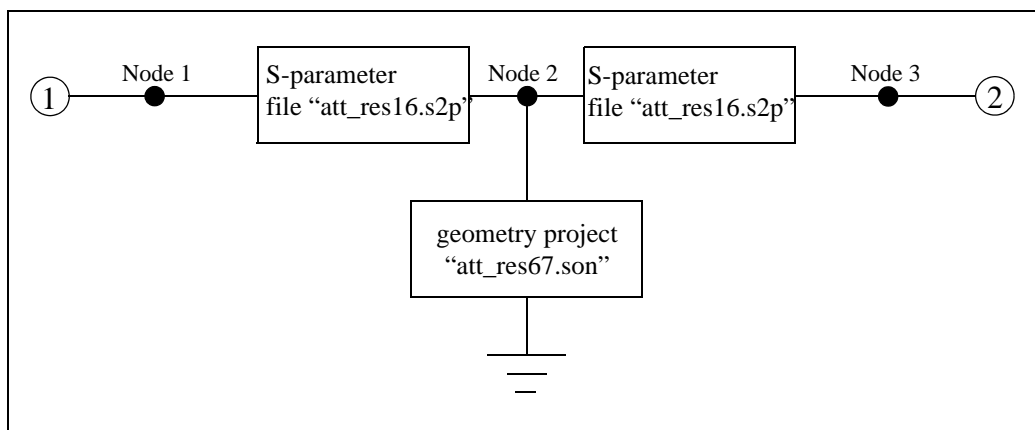 Node 1
Node 2
Node 3
1
S-parameter
file “att_res16.s2p”
S-parameter
file “att_res16.s2p”
2
geometry project
“att_res67.son”